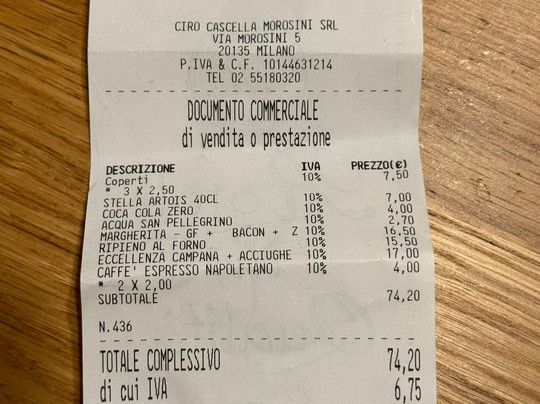 CIRO CASCELLA MOROSINI SRL
VIA MOROSINI 5
20135 MILANO
P.IVA & C.F. 10144631214
TEL 02 55180320
DOCUMENTO COMMERCIALE
di vendita o prestazione
DESCRIZIONE IVA PREZZO(€)
Coperti 10% 7,50
* 3 X 2,50
STELLA ARTOIS 40CL 10% 7,00
COCA COLA ZERO 10% 4,00
ACQUA SAN PELLEGRINO 10% 2,70
MARGHERITA - GF + BACON + Z 10% 16,50
RIPIENO AL FORNO 10% 15,50
ECCELLENZA CAMPANA + ACCIUGHE 10% 17,00
CAFFE' ESPRESSO NAPOLETANO 10% 4,00
* 2 X 2,00
SUBTOTALE 74,20
N.436
TOTALE COMPLESSIVO 74,20
di cui IVA 6,75